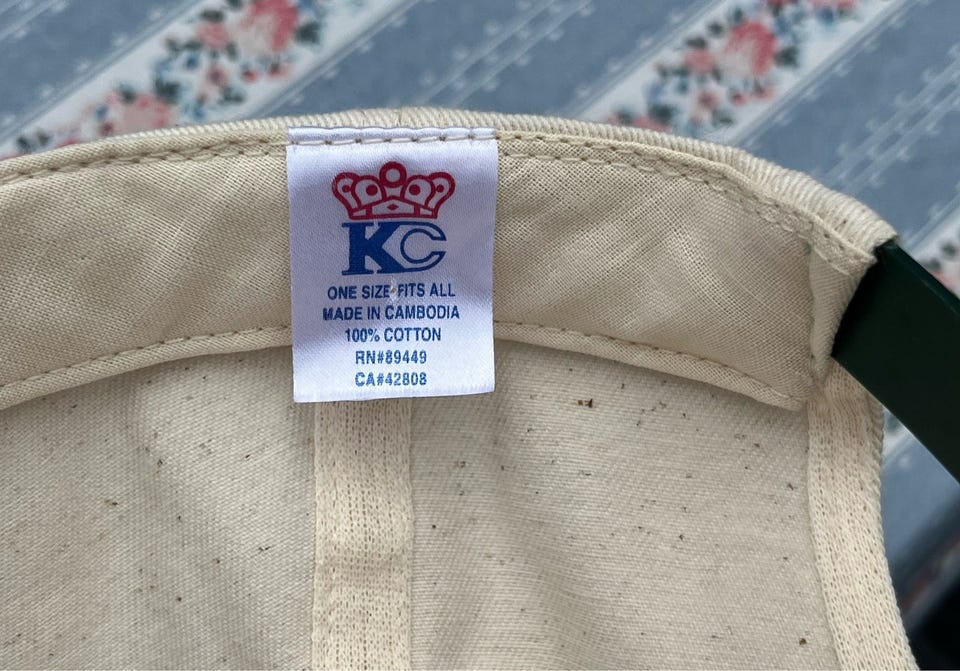 KC
ONE SIZE FITS ALL
MADE IN CAMBODIA
100% COTTON
RN#89449
CA#42808